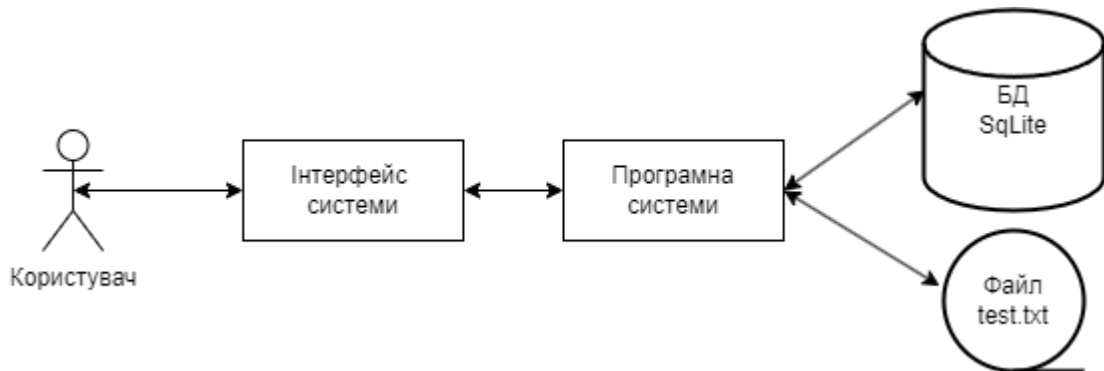 БД
SqLite
Інтерфейс
системи
Програмна
системи
Користувач
Файл
test.txt